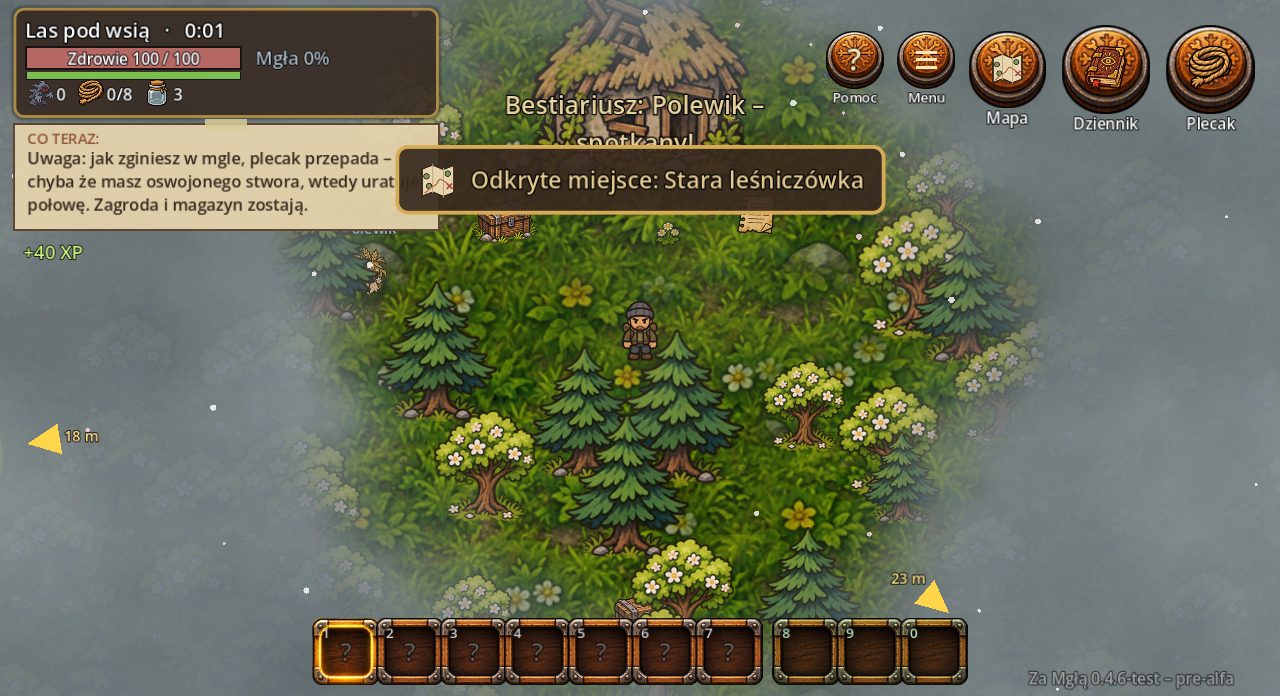 Las pod wsią · 0:01
Zdrowie 100 / 100
Mgła 0%
0
0/8
3
CO TERAZ:
Uwaga: jak zginiesz w mgle, plecak przepada –
chyba że masz oswojonego stwora, wtedy uratuje
połowę. Zagroda i magazyn zostają.
+40 XP
Bestiariusz: Polewik –
spotkany!
Odkryte miejsce: Stara leśniczówka
?
Pomoc
Menu
Mapa
Dziennik
Plecak
18 m
23 m
1 2 3 4 5 6 7 8 9 0
? ? ? ? ? ? ?
Za Mgłą 0.4.6-test – pre-alfa